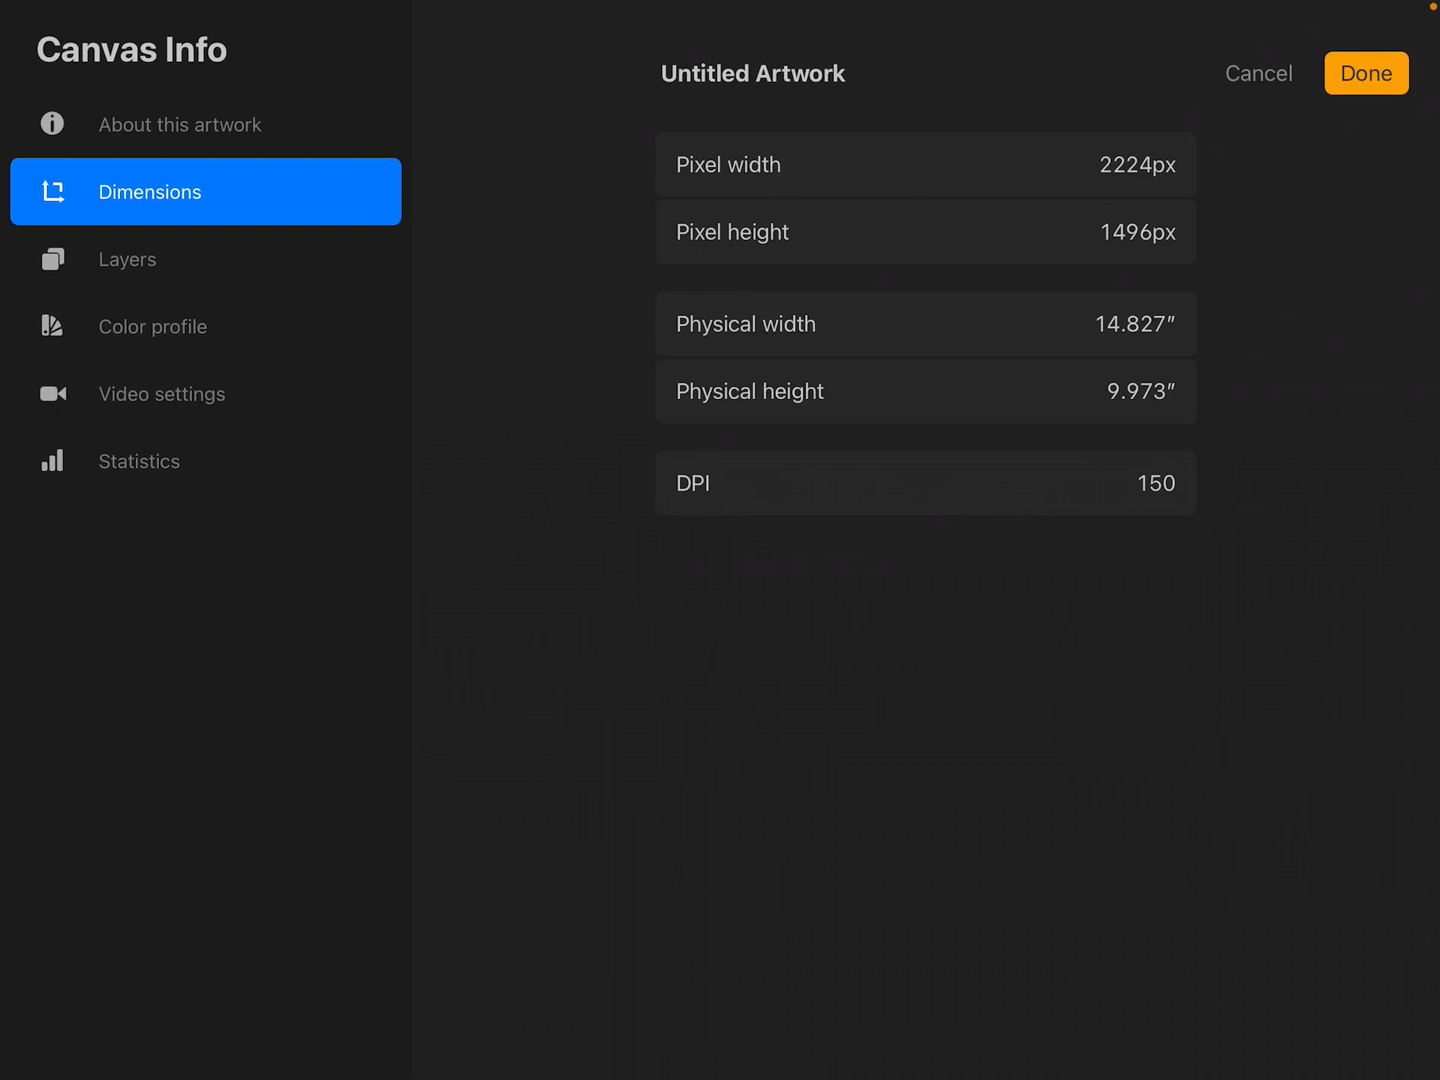 Canvas Info
About this artwork
Dimensions
Layers
Color profile
Video settings
Statistics
Untitled Artwork
Cancel
Done
Pixel width 2224px
Pixel height 1496px
Physical width 14.827″
Physical height 9.973″
DPI 150